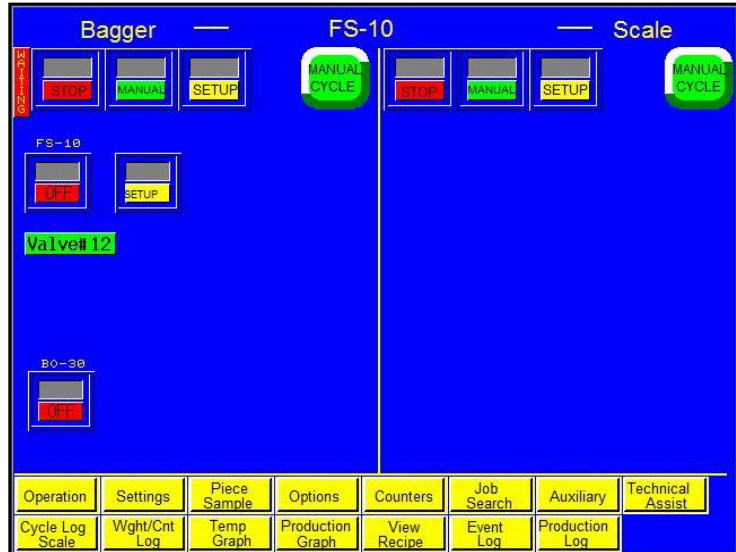 Bagger — FS-10 — Scale
WAITING
STOP MANUAL SETUP MANUAL CYCLE STOP MANUAL SETUP MANUAL CYCLE
FS-10
OFF SETUP
Valve#12
BO-30
OFF
Operation Settings Piece Sample Options Counters Job Search Auxiliary Technical Assist
Cycle Log Scale Wght/Cnt Log Temp Graph Production Graph View Recipe Event Log Production Log